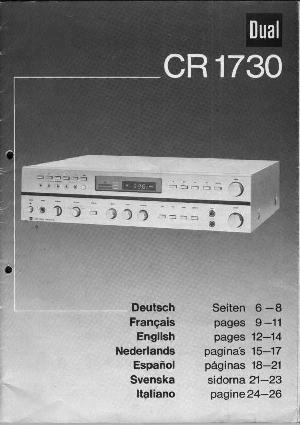 Dual
CR 1730
Deutsch Seiten 6 – 8
Français pages 9 – 11
English pages 12 – 14
Nederlands pagina's 15 – 17
Español páginas 18 – 21
Svenska sidorna 21 – 23
Italiano pagine 24 – 26